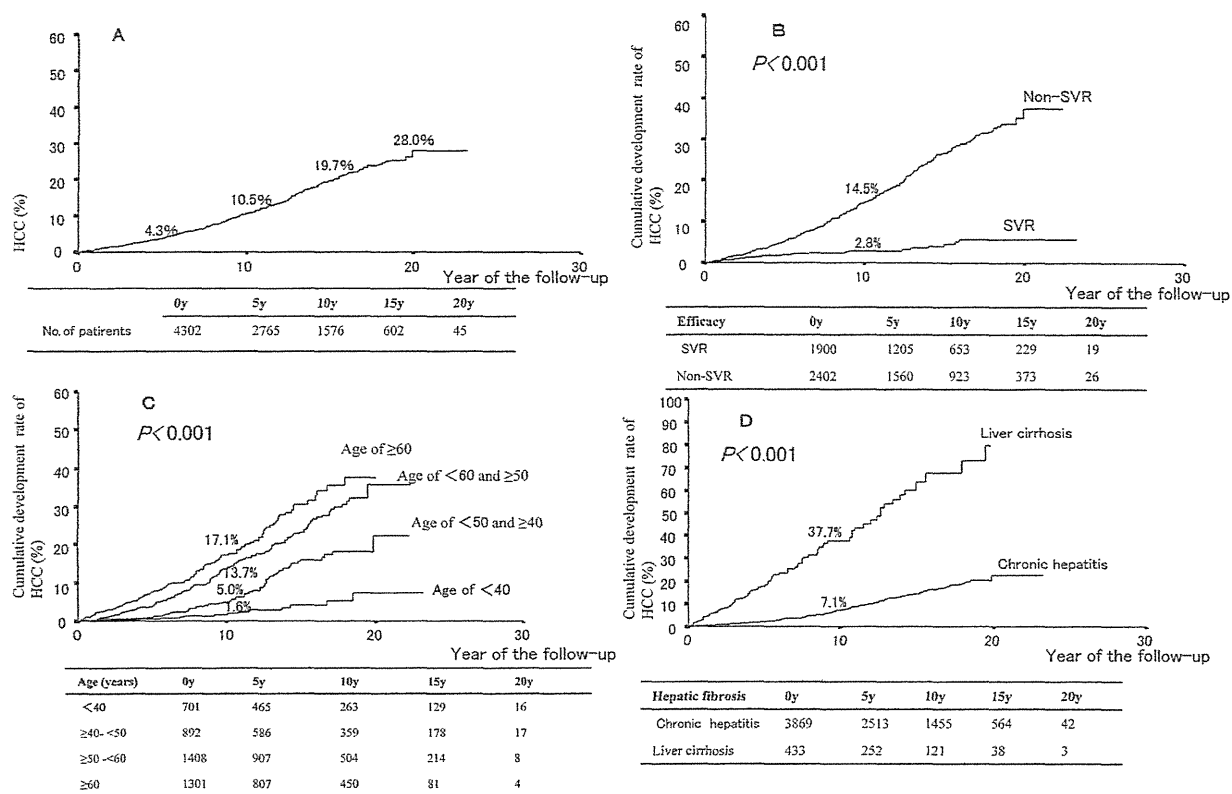 A
60
50
40
30
20
10
0
HCC (%)
4.3%
10.5%
19.7%
28.0%
0 10 20 30
Year of the follow-up
0y 5y 10y 15y 20y
No. of patirents 4302 2765 1576 602 45
B
P< 0.001
Cumulative development rate of
HCC (%)
60
50
40
30
20
10
0
Non-SVR
14.5%
SVR
2.8%
0 10 20 30
Year of the follow-up
Efficacy 0y 5y 10y 15y 20y
SVR 1900 1205 653 229 19
Non-SVR 2402 1560 923 373 26
C
P< 0.001
Cumulative development rate of
HCC (%)
60
50
40
30
20
10
0
Age of ≥60
Age of <60 and ≥50
Age of <50 and ≥40
Age of <40
17.1%
13.7%
5.0%
1.6%
0 10 20 30
Year of the follow-up
Age (years) 0y 5y 10y 15y 20y
<40 701 465 263 129 16
≥40- <50 892 586 359 178 17
≥50 -<60 1408 907 504 214 8
≥60 1301 807 450 81 4
D
P< 0.001
Cumulative development rate of
HCC (%)
100
90
80
70
60
50
40
30
20
10
0
Liver cirrhosis
37.7%
Chronic hepatitis
7.1%
0 10 20 30
Year of the follow-up
Hepatic fibrosis 0y 5y 10y 15y 20y
Chronic hepatitis 3869 2513 1455 564 42
Liver cirrhosis 433 252 121 38 3